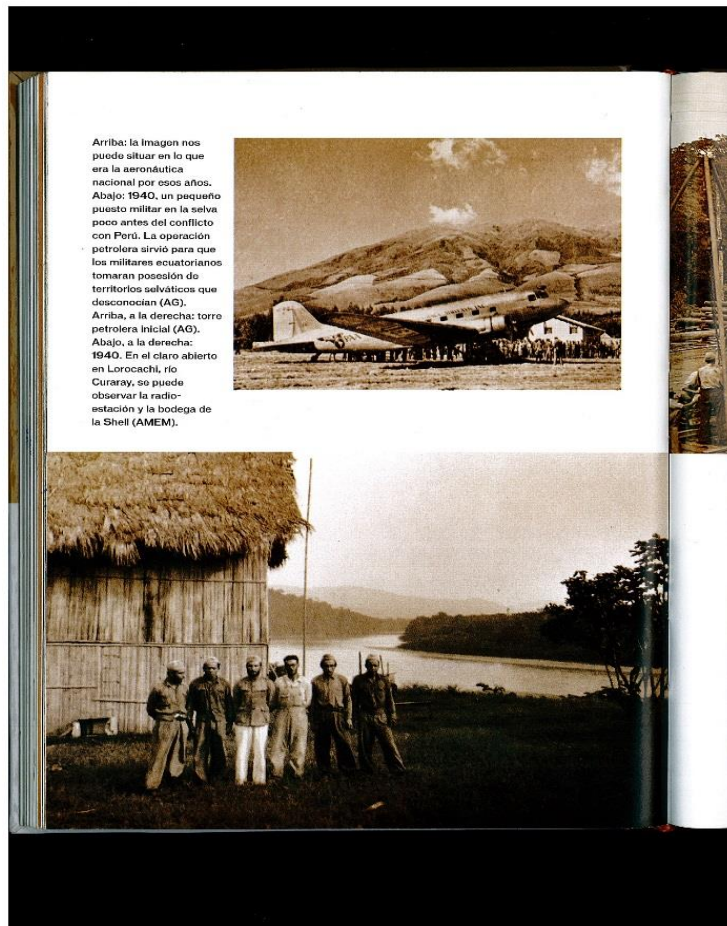 Arriba: la imagen nos
puede situar en lo que
era la aeronáutica
nacional por esos años.
Abajo: 1940, un pequeño
puesto militar en la selva
poco antes del conflicto
con Perú. La operación
petrolera sirvió para que
los militares ecuatorianos
tomaran posesión de
territorios selváticos que
desconocían (AG).
Arriba, a la derecha: torre
petrolera inicial (AG).
Abajo, a la derecha:
1940. En el claro abierto
en Lorocachi, río
Curaray, se puede
observar la radio-
estación y la bodega de
la Shell (AMEM).